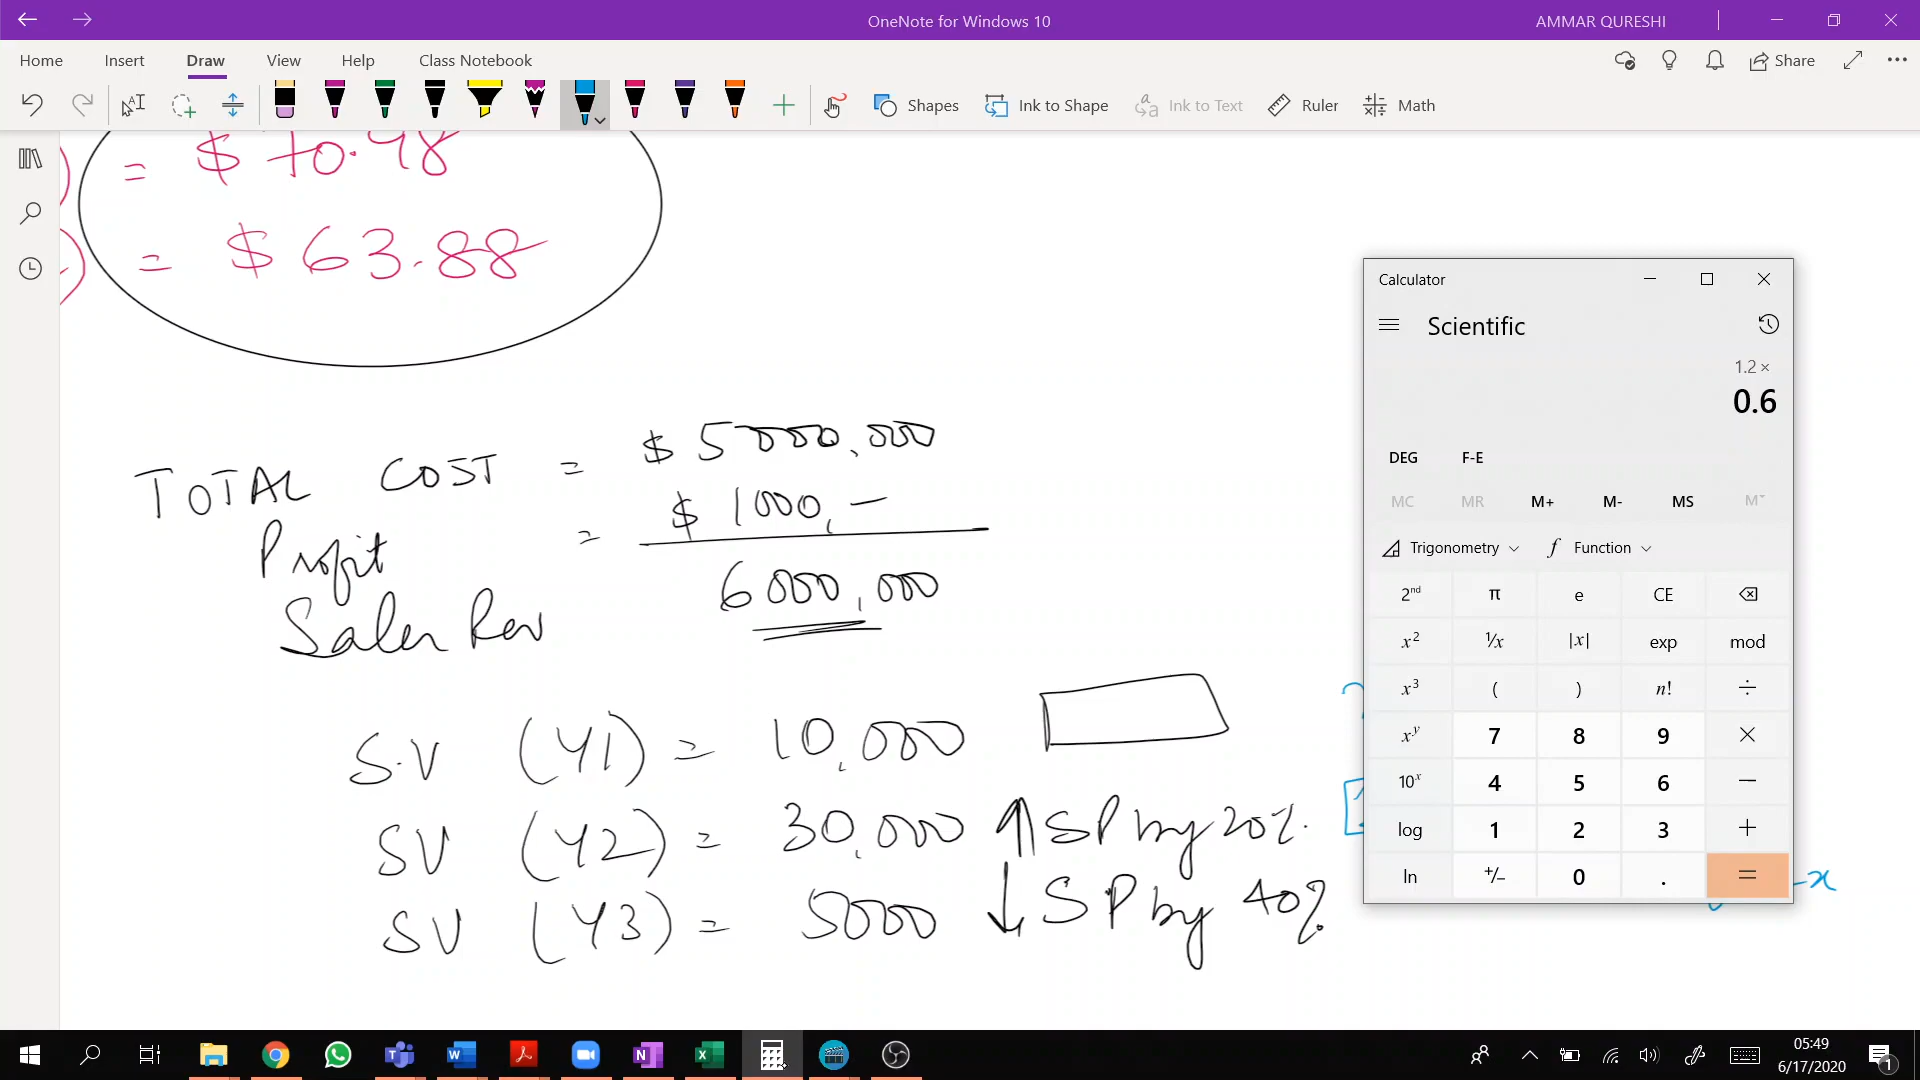 OneNote for Windows 10
AMMAR QURESHI
Home Insert Draw View Help Class Notebook
Share
Shapes Ink to Shape Ink to Text Ruler Math
= $ 70.48
= $ 63.88
TOTAL COST = $ 5000,000
Profit = $ 1000, —
Sales Rev 6000,000
S.V (Y1) = 10,000
SV (Y2) = 30,000 ↑ SP by 20%.
SV (Y3) = 5000 ↓ SP by 40%
-x
Calculator
Scientific
1.2 ×
0.6
DEG F-E
MC MR M+ M- MS M˅
Trigonometry f Function
2nd π e CE
x² ¹/x |x| exp mod
x³ ( ) n! ÷
xʸ 7 8 9 ×
10ˣ 4 5 6 −
log 1 2 3 +
ln +/− 0 . =
05:49
6/17/2020
1